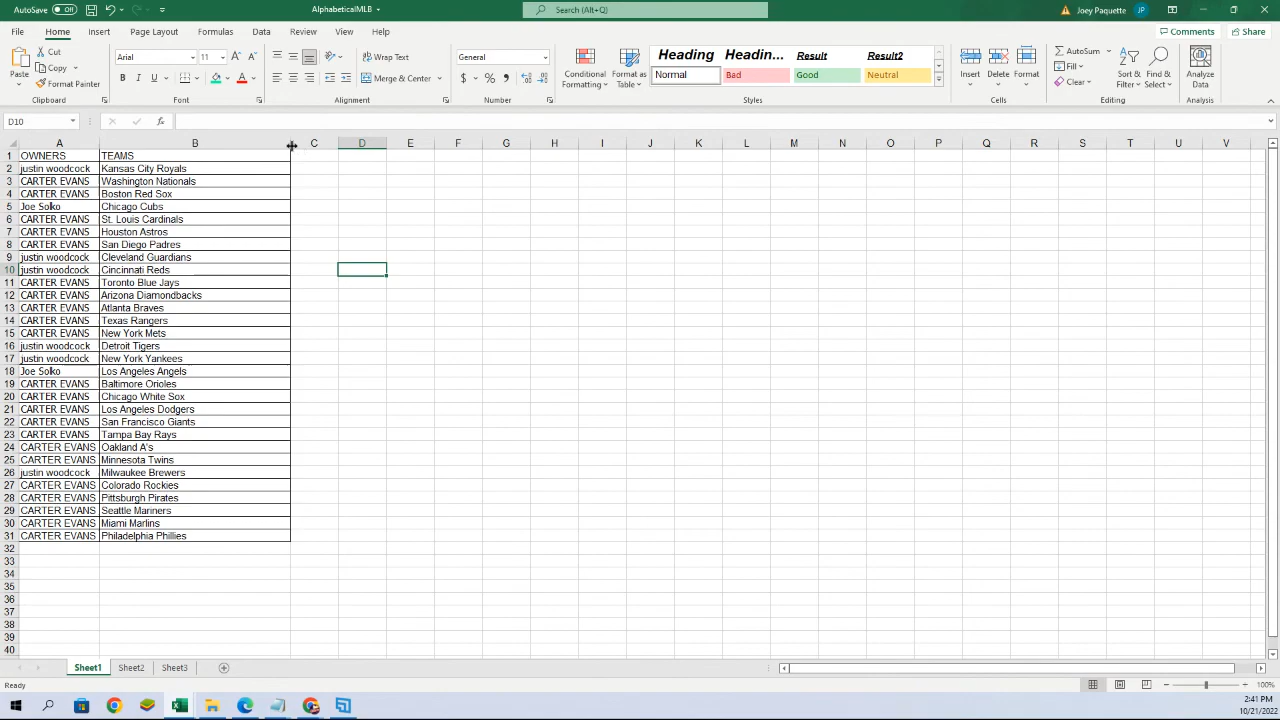 AutoSave Off AlphabeticalMLB Search (Alt+Q) Joey Paquette JP
File Home Insert Page Layout Formulas Data Review View Help Comments Share
Paste Cut Copy Format Painter Clipboard
Arial 11 A A B I U A Font
Wrap Text Merge & Center Alignment
General $ % , Number
Conditional Formatting Format as Table
Heading Headin... Result Result2
Normal Bad Good Neutral
Styles
Insert Delete Format Cells
AutoSum Fill Clear Sort & Filter Find & Select Editing
Analyze Data Analysis
D10 fx
A B C D E F G H I J K L M N O P Q R S T U V
1 OWNERS TEAMS
2 justin woodcock Kansas City Royals
3 CARTER EVANS Washington Nationals
4 CARTER EVANS Boston Red Sox
5 Joe Solko Chicago Cubs
6 CARTER EVANS St. Louis Cardinals
7 CARTER EVANS Houston Astros
8 CARTER EVANS San Diego Padres
9 justin woodcock Cleveland Guardians
10 justin woodcock Cincinnati Reds
11 CARTER EVANS Toronto Blue Jays
12 CARTER EVANS Arizona Diamondbacks
13 CARTER EVANS Atlanta Braves
14 CARTER EVANS Texas Rangers
15 CARTER EVANS New York Mets
16 justin woodcock Detroit Tigers
17 justin woodcock New York Yankees
18 Joe Solko Los Angeles Angels
19 CARTER EVANS Baltimore Orioles
20 CARTER EVANS Chicago White Sox
21 CARTER EVANS Los Angeles Dodgers
22 CARTER EVANS San Francisco Giants
23 CARTER EVANS Tampa Bay Rays
24 CARTER EVANS Oakland A's
25 CARTER EVANS Minnesota Twins
26 justin woodcock Milwaukee Brewers
27 CARTER EVANS Colorado Rockies
28 CARTER EVANS Pittsburgh Pirates
29 CARTER EVANS Seattle Mariners
30 CARTER EVANS Miami Marlins
31 CARTER EVANS Philadelphia Phillies
32
33
34
35
36
37
38
39
40
Sheet1 Sheet2 Sheet3
Ready 100%
2:41 PM
10/21/2022